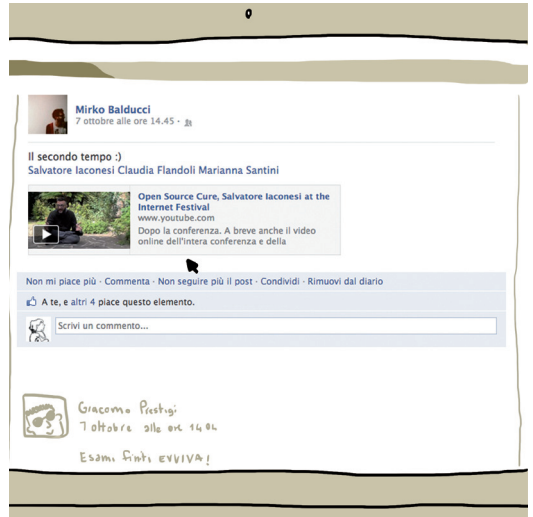 Mirko Balducci
7 ottobre alle ore 14.45 ·
Il secondo tempo :)
Salvatore Iaconesi Claudia Flandoli Marianna Santini
Open Source Cure, Salvatore Iaconesi at the
Internet Festival
www.youtube.com
Dopo la conferenza. A breve anche il video
online dell'intera conferenza e della
Non mi piace più · Commenta · Non seguire più il post · Condividi · Rimuovi dal diario
A te, e altri 4 piace questo elemento.
Scrivi un commento...
Giacomo Prestigi
7 ottobre alle ore 14 04
Esami finti EVVIVA!